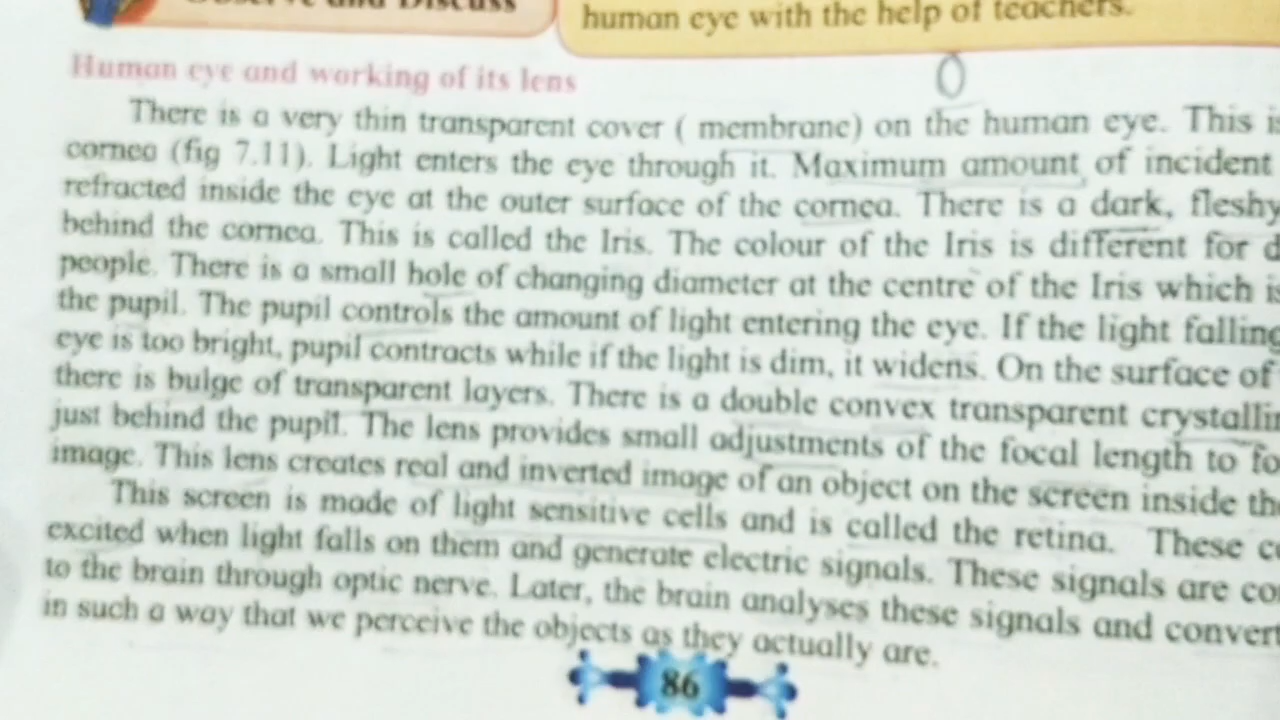 Observe and Discuss
human eye with the help of teachers.
Human eye and working of its lens
There is a very thin transparent cover ( membrane) on the human eye. This is
cornea (fig 7.11). Light enters the eye through it. Maximum amount of incident
refracted inside the eye at the outer surface of the cornea. There is a dark, fleshy
behind the cornea. This is called the Iris. The colour of the Iris is different for
people. There is a small hole of changing diameter at the centre of the Iris which is
the pupil. The pupil controls the amount of light entering the eye. If the light falling
eye is too bright, pupil contracts while if the light is dim, it widens. On the surface of
there is bulge of transparent layers. There is a double convex transparent
just behind the pupil. The lens provides small adjustments of the focal length to
image. This lens creates real and inverted image of an object on the screen inside
This screen is made of light sensitive cells and is called the retina. These
excited when light falls on them and generate electric signals. These signals are
to the brain through optic nerve. Later, the brain analyses these signals and
in such a way that we perceive the objects as they actually are.
86